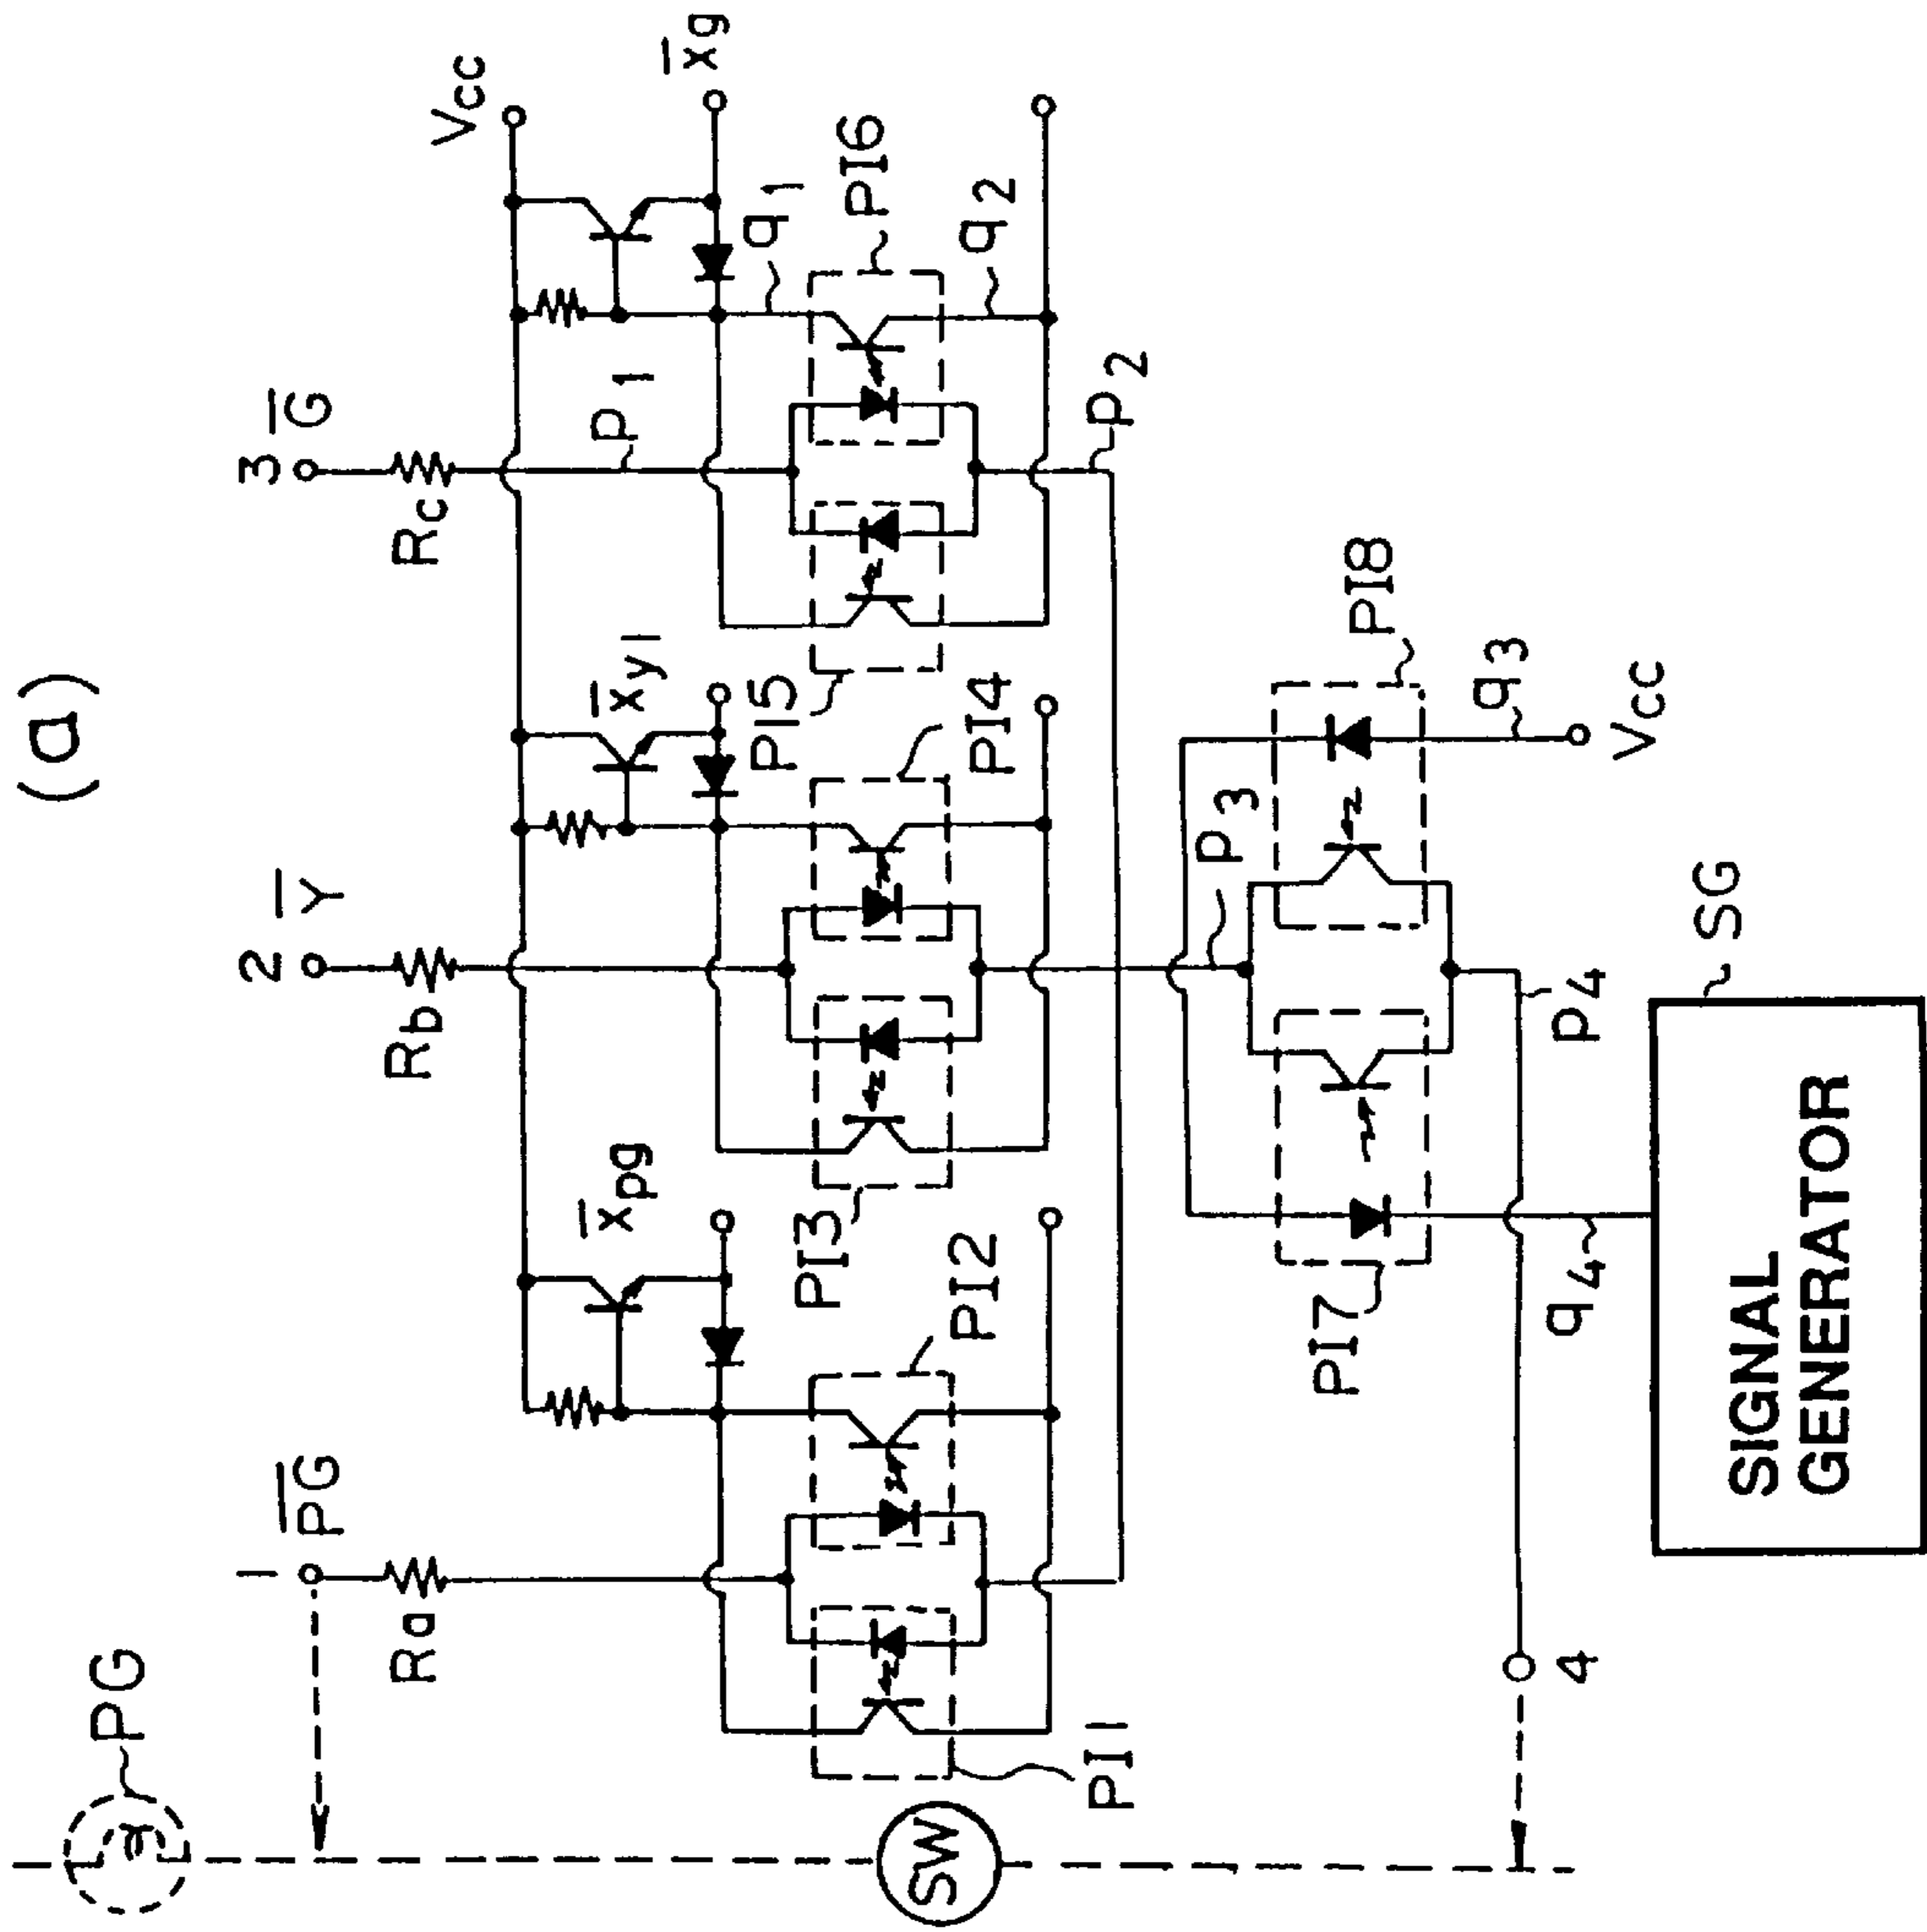 (a)
PG
1
P̅G̅
Ra
2
Y̅
Rb
3
G̅
Rc
Vcc
x̅pg
x̅y1
x̅g
p1
q1
PI1
PI2
PI3
PI4
PI5
PI6
q2
p2
SW
p3
PI7
PI8
q3
Vcc
q4
p4
4
SG
SIGNAL
GENERATOR